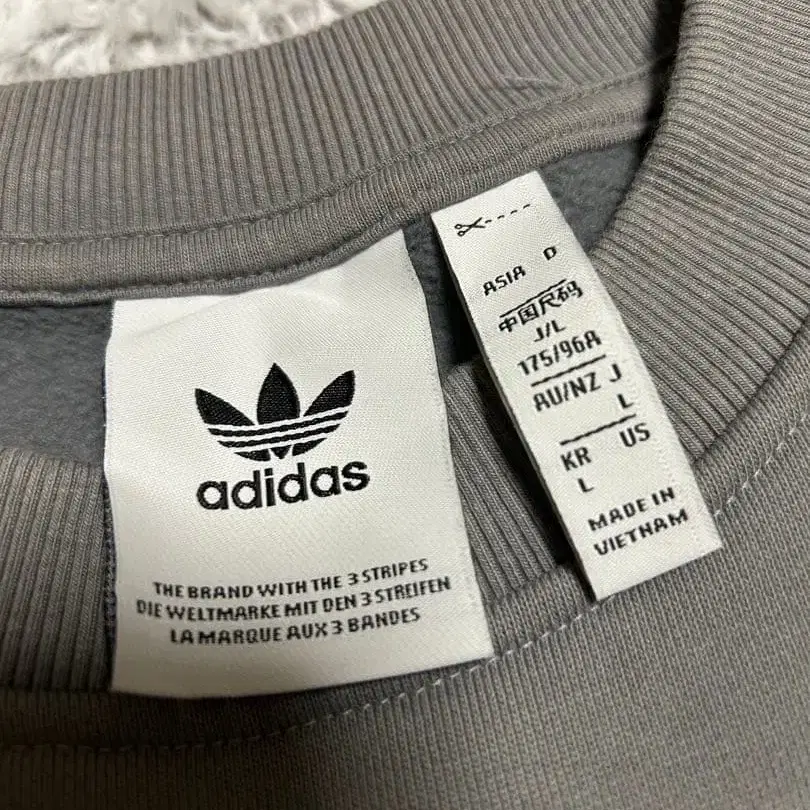 adidas
THE BRAND WITH THE 3 STRIPES
DIE WELTMARKE MIT DEN 3 STREIFEN
LA MARQUE AUX 3 BANDES
ASIA D
中国尺码
J/L
175/96A
AU/NZ J
L
KR US
L
MADE IN
VIETNAM